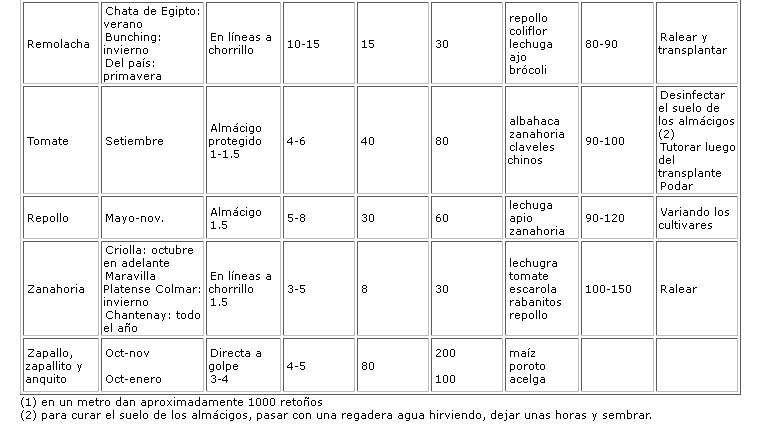 Remolacha
Chata de Egipto:
verano
Bunching:
invierno
Del país:
primavera
En líneas a
chorrillo
10-15
15
30
repollo
coliflor
lechuga
ajo
brócoli
80-90
Ralear y
transplantar
Tomate
Setiembre
Almácigo
protegido
1-1.5
4-6
40
80
albahaca
zanahoria
claveles
chinos
90-100
Desinfectar
el suelo de
los almácigos
(2)
Tutorar luego
del
transplante
Podar
Repollo
Mayo-nov.
Almácigo
1.5
5-8
30
60
lechuga
apio
zanahoria
90-120
Variando los
cultivares
Zanahoria
Criolla: octubre
en adelante
Maravilla
Platense Colmar:
invierno
Chantenay: todo
el año
En líneas a
chorrillo
1.5
3-5
8
30
lechugra
tomate
escarola
rabanitos
repollo
100-150
Ralear
Zapallo,
zapallito y
anquito
Oct-nov
Oct-enero
Directa a
golpe
3-4
4-5
80
200
100
maíz
poroto
acelga
(1) en un metro dan aproximadamente 1000 retoños
(2) para curar el suelo de los almácigos, pasar con una regadera agua hirviendo, dejar unas horas y sembrar.